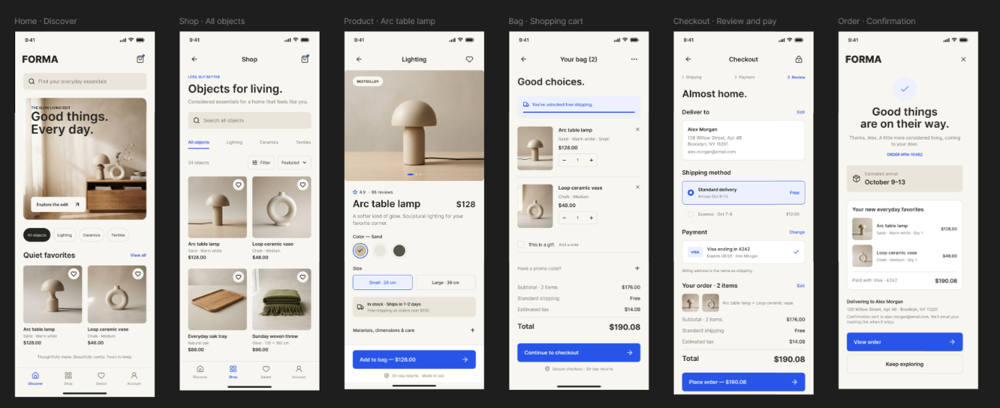 Home · Discover
9:41
FORMA
Find your everyday essentials
THE SLOW LIVING EDIT
Good things.
Every day.
Explore the edit
All objects
Lighting
Ceramics
Textiles
Quiet favorites
View all
Arc table lamp
Sand · Warm white
$128.00
Loop ceramic vase
Chalk · Medium
$48.00
Thoughtfully made. Beautifully useful. Yours to keep.
Discover
Shop
Saved
Account
Shop · All objects
9:41
Shop
LESS, BUT BETTER
Objects for living.
Considered essentials for a home that feels like you.
Search all objects
All objects
Lighting
Ceramics
Textiles
24 objects
Filter
Featured
Arc table lamp
Sand · Warm white
$128.00
Loop ceramic vase
Chalk · Medium
$48.00
Everyday oak tray
Natural oak
$88.00
Sunday woven throw
Olive · 130 × 180 cm
$96.00
Discover
Shop
Saved
Account
Product · Arc table lamp
9:41
Lighting
BESTSELLER
4.9 · 86 reviews
Arc table lamp
$128
A softer kind of glow. Sculptural lighting for your
favorite corner.
Color — Sand
Size
Small · 28 cm
Large · 38 cm
In stock · Ships in 1–2 days
Free shipping on orders over $150
Materials, dimensions & care
Add to bag — $128.00
30-day returns · Made to last
Bag · Shopping cart
9:41
Your bag (2)
Good choices.
You've unlocked free shipping.
Arc table lamp
Sand · Warm white · Small
$128.00
1
Loop ceramic vase
Chalk · Medium
$48.00
1
This is a gift
Add a note
Have a promo code?
Subtotal · 2 items
$176.00
Standard shipping
Free
Estimated tax
$14.08
Total
$190.08
Continue to checkout
Secure checkout · 30-day returns
Checkout · Review and pay
9:41
Checkout
1 Shipping
2 Payment
3 Review
Almost home.
Deliver to
Edit
Alex Morgan
128 Willow Street, Apt 4B
Brooklyn, NY 11201
alex.morgan@email.com
Shipping method
Standard delivery
Arrives Oct 9–13
Free
Express · Oct 7–8
$12.00
Payment
Change
VISA
Visa ending in 4242
Expires 08/28 · Alex Morgan
Billing address is the same as shipping.
Your order · 2 items
Edit
Arc table lamp + Loop ceramic vase
Subtotal · 2 items
$176.00
Standard shipping
Free
Estimated tax
$14.08
Total
$190.08
Place order — $190.08
Order · Confirmation
9:41
FORMA
Good things
are on their way.
Thanks, Alex. A little more considered living, coming
to your door.
ORDER #FM-10482
Estimated arrival
October 9–13
Your new everyday favorites
Arc table lamp
Sand · Warm white · Qty 1
$128.00
Loop ceramic vase
Chalk · Medium · Qty 1
$48.00
Paid with Visa · 4242
$190.08
Delivering to Alex Morgan
128 Willow Street, Apt 4B · Brooklyn, NY 11201
Confirmation sent to alex.morgan@email.com. We'll email your
tracking link when it ships.
View order
Keep exploring